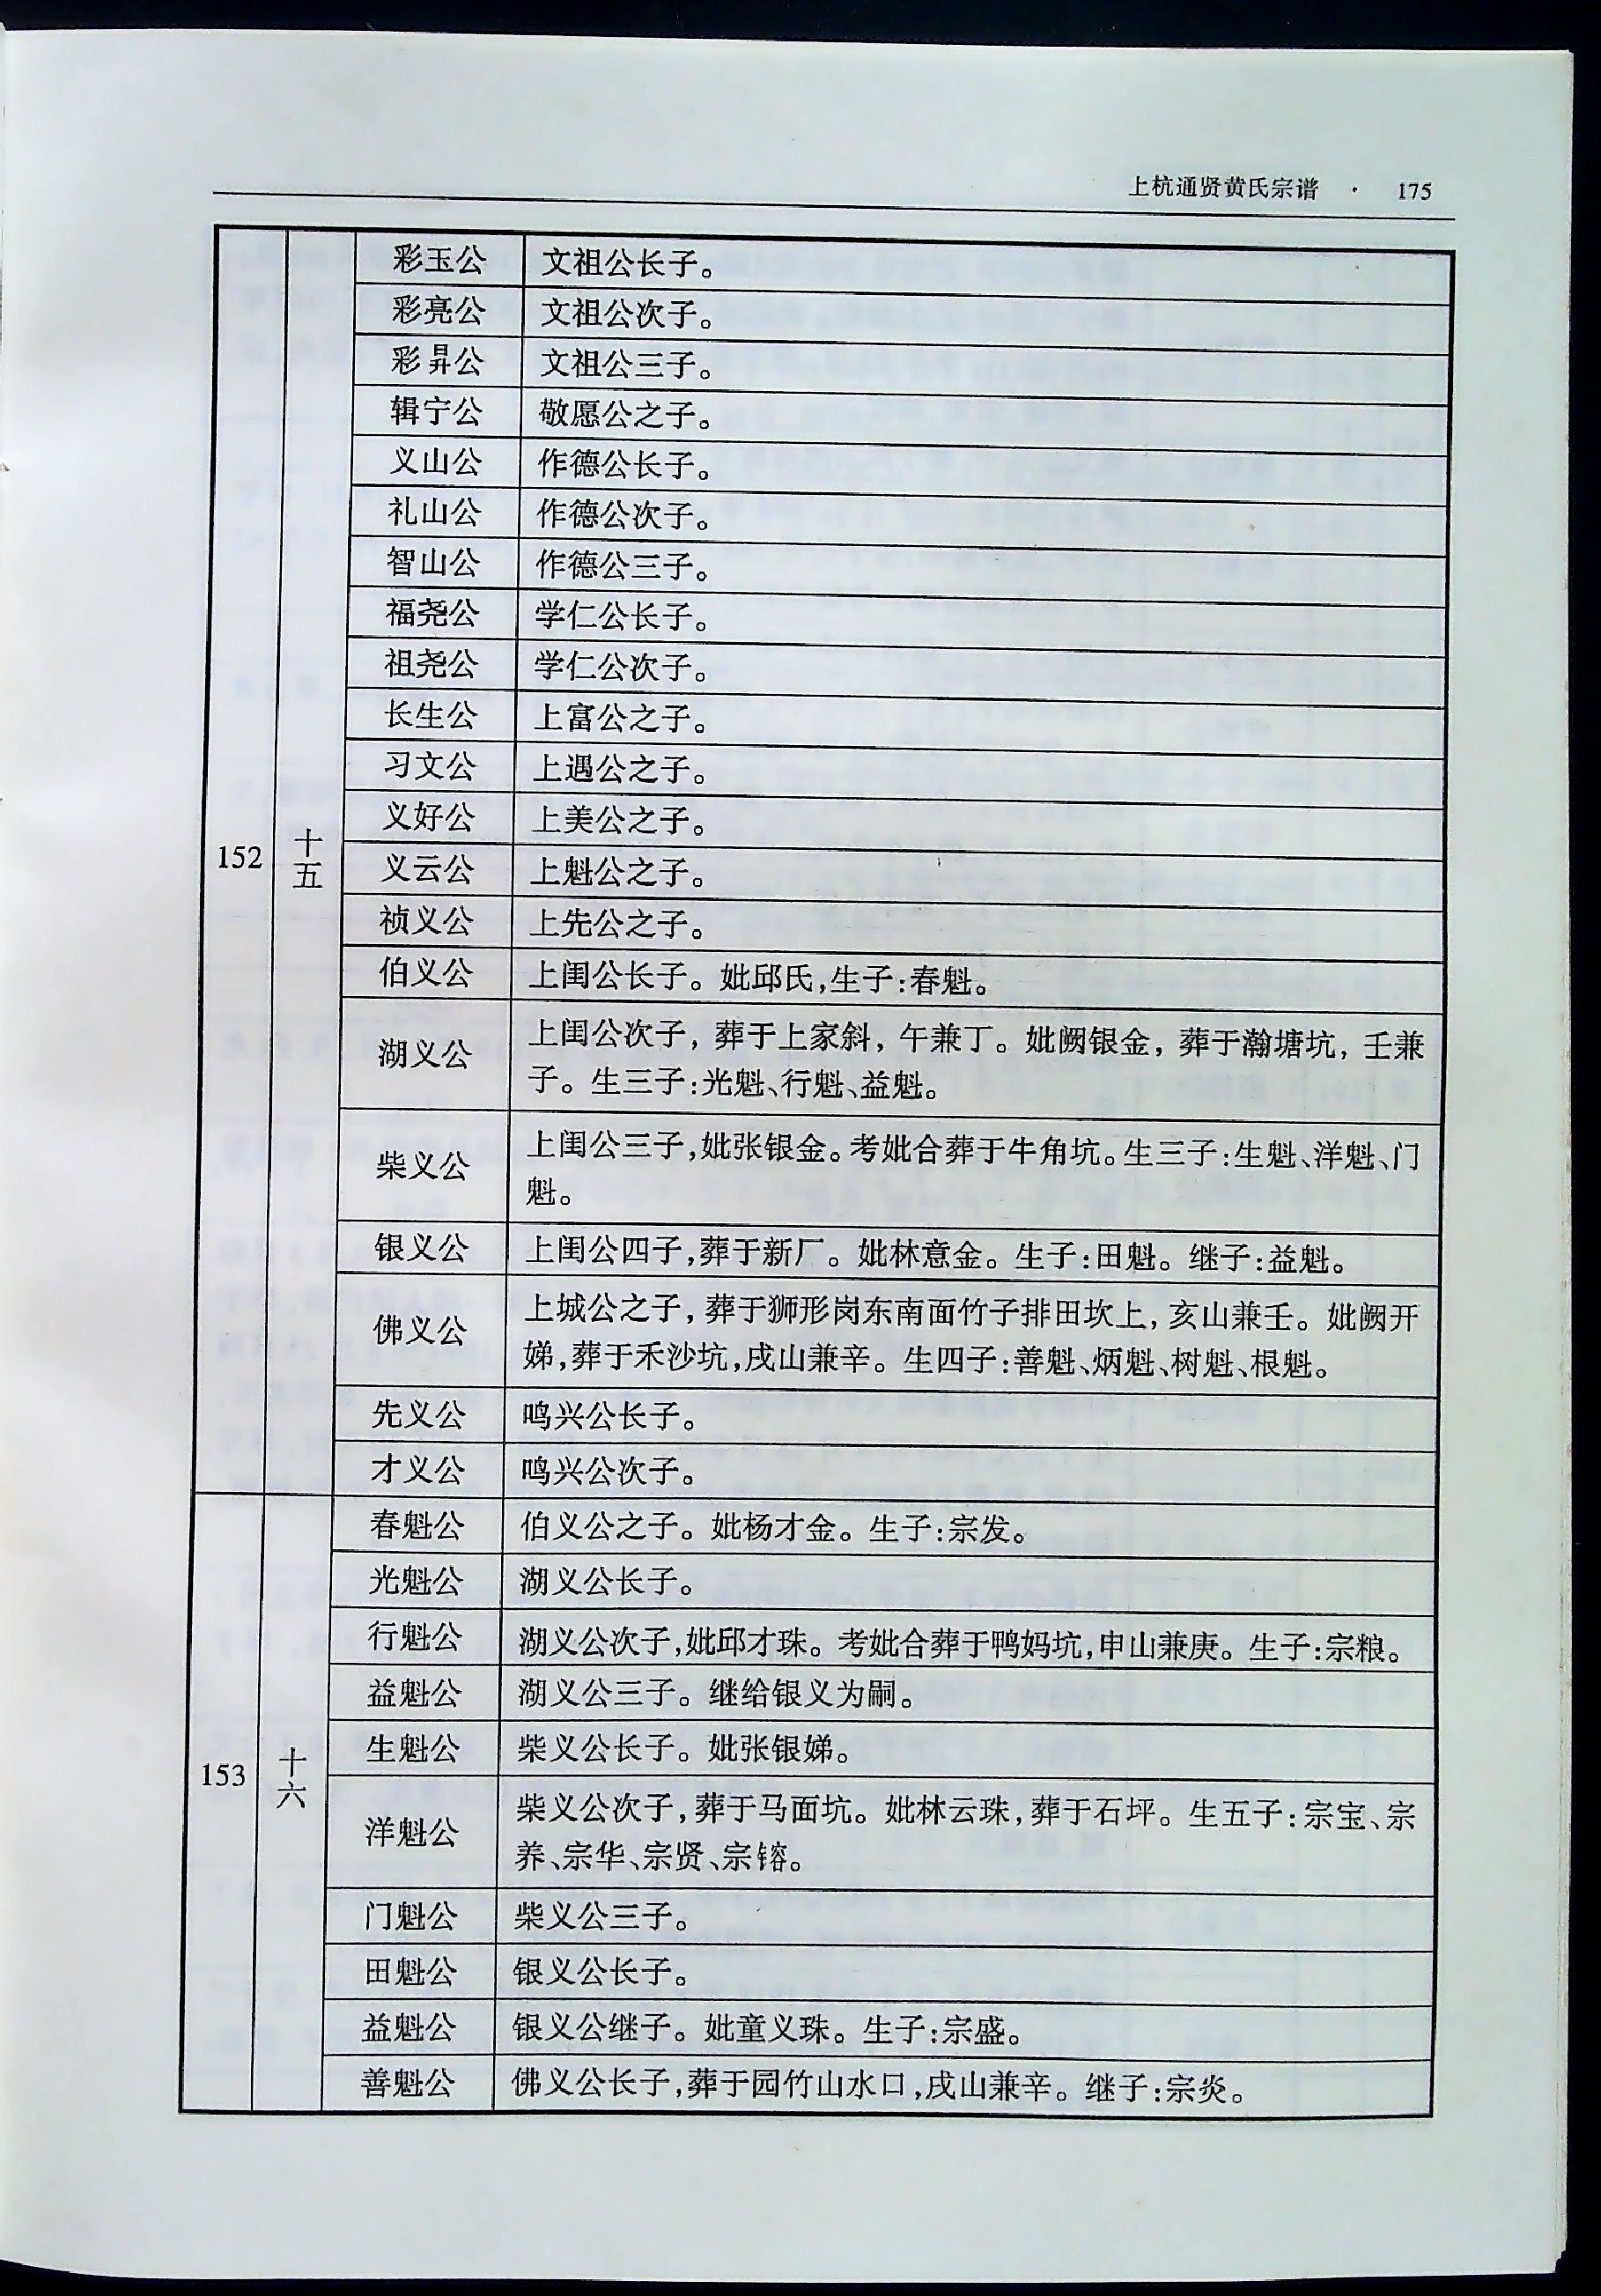 上杭通贤黄氏宗谱 · 175
彩玉公 文祖公长子。
彩亮公 文祖公次子。
彩昇公 文祖公三子。
辑宁公 敬愿公之子。
义山公 作德公长子。
礼山公 作德公次子。
智山公 作德公三子。
福尧公 学仁公长子。
祖尧公 学仁公次子。
长生公 上富公之子。
习文公 上遇公之子。
义好公 上美公之子。
152 十五 义云公 上魁公之子。
祯义公 上先公之子。
伯义公 上闺公长子。妣邱氏,生子:春魁。
湖义公 上闺公次子,葬于上家斜,午兼丁。妣阙银金,葬于瀚塘坑,壬兼
子。生三子:光魁、行魁、益魁。
柴义公 上闺公三子,妣张银金。考妣合葬于牛角坑。生三子:生魁、洋魁、门
魁。
银义公 上闺公四子,葬于新厂。妣林意金。生子:田魁。继子:益魁。
佛义公 上城公之子,葬于狮形岗东南面竹子排田坎上,亥山兼壬。妣阙开
娣,葬于禾沙坑,戌山兼辛。生四子:善魁、炳魁、树魁、根魁。
先义公 鸣兴公长子。
才义公 鸣兴公次子。
春魁公 伯义公之子。妣杨才金。生子:宗发。
光魁公 湖义公长子。
行魁公 湖义公次子,妣邱才珠。考妣合葬于鸭妈坑,申山兼庚。生子:宗粮。
益魁公 湖义公三子。继给银义为嗣。
生魁公 柴义公长子。妣张银娣。
153 十六 洋魁公 柴义公次子,葬于马面坑。妣林云珠,葬于石坪。生五子:宗宝、宗
养、宗华、宗贤、宗镕。
门魁公 柴义公三子。
田魁公 银义公长子。
益魁公 银义公继子。妣童义珠。生子:宗盛。
善魁公 佛义公长子,葬于园竹山水口,戌山兼辛。继子:宗炎。